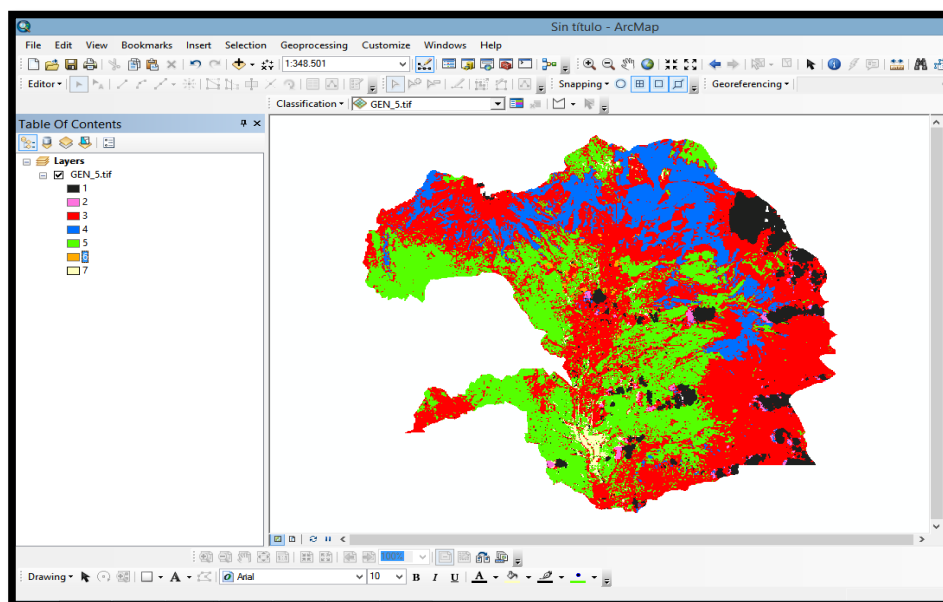 Sin título - ArcMap
File Edit View Bookmarks Insert Selection Geoprocessing Customize Windows Help
1:348.501
Editor Snapping Georeferencing
Classification GEN_5.tif
Table Of Contents
Layers
GEN_5.tif
1
2
3
4
5
6
7
100%
Drawing A Arial 10 B I U A